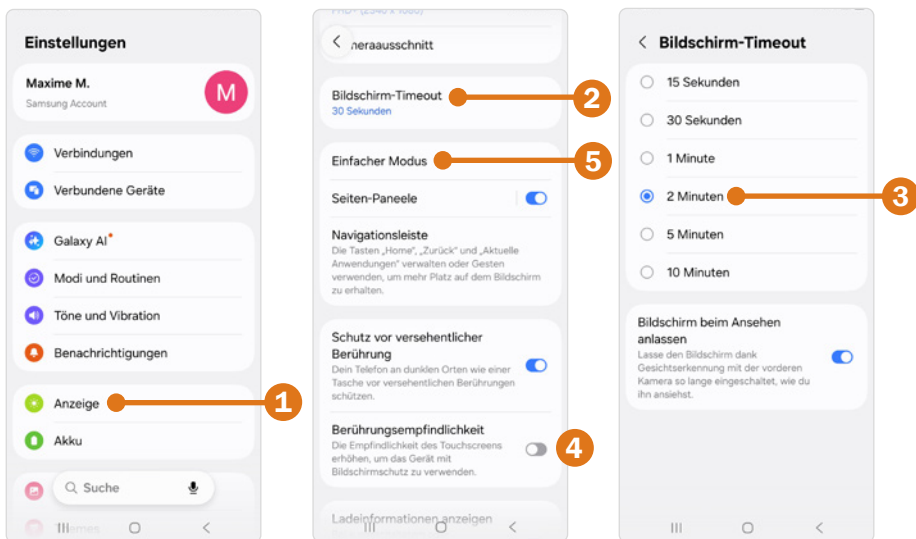 Einstellungen
Maxime M.
Samsung Account
M
Verbindungen
Verbundene Geräte
Galaxy AI
Modi und Routinen
Töne und Vibration
Benachrichtigungen
Anzeige
1
Akku
Suche
FHD+ (2340 x 1080)
meraausschnitt
Bildschirm-Timeout
30 Sekunden
2
Einfacher Modus
5
Seiten-Paneele
Navigationsleiste
Die Tasten „Home“, „Zurück“ und „Aktuelle
Anwendungen“ verwalten oder Gesten
verwenden, um mehr Platz auf dem Bildschirm
zu erhalten.
Schutz vor versehentlicher
Berührung
Dein Telefon an dunklen Orten wie einer
Tasche vor versehentlichen Berührungen
schützen.
Berührungsempfindlichkeit
Die Empfindlichkeit des Touchscreens
erhöhen, um das Gerät mit
Bildschirmschutz zu verwenden.
4
Ladeinformationen anzeigen
Bildschirm-Timeout
15 Sekunden
30 Sekunden
1 Minute
2 Minuten
3
5 Minuten
10 Minuten
Bildschirm beim Ansehen
anlassen
Lasse den Bildschirm dank
Gesichtserkennung mit der vorderen
Kamera so lange eingeschaltet, wie du
ihn ansiehst.